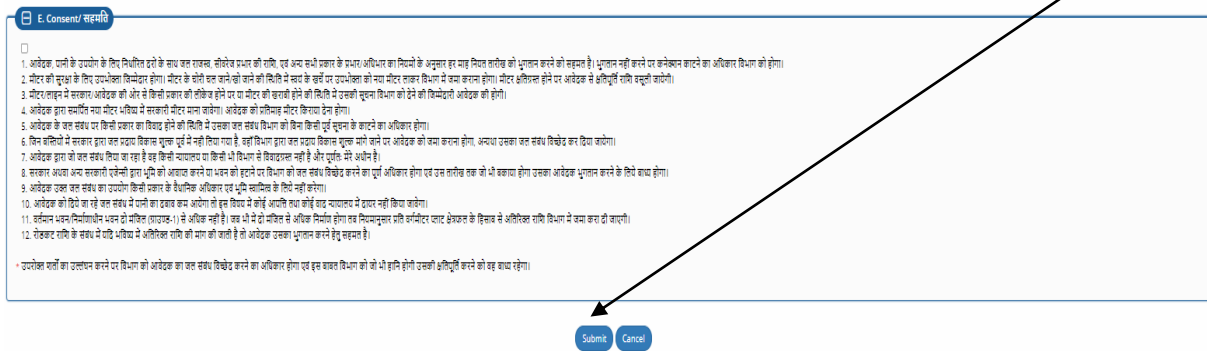 E. Consent/ सहमति
1. आवेदक, पानी के उपयोग के लिए निर्धारित दरों के साथ जल राजस्व, सीवरेज प्रभार की राशि, एवं अन्य सभी प्रकार के प्रभार/अधिभार का नियमों के अनुसार हर माह नियत तारीख को भुगतान करने को सहमत है। भुगतान नहीं करने पर कनेक्शन काटने का अधिकार विभाग को होगा।
2. मीटर की सुरक्षा के लिए उपभोक्ता जिम्मेदार होगा। मीटर के चोरी चल जाने/खो जाने की स्थिति में स्वयं के खर्चे पर उपभोक्ता को नया मीटर लाकर विभाग में जमा कराना होगा। मीटर क्षतिग्रस्त होने पर आवेदक से क्षतिपूर्ति राशि वसूली जायेगी।
3. मीटर/लाइन में सरकार/आवेदक की ओर से किसी प्रकार की लीकेज होने पर या मीटर की खराबी होने की स्थिति में उसकी सूचना विभाग को देने की जिम्मेदारी आवेदक की होगी।
4. आवेदक द्वारा समर्पित नया मीटर भविष्य में सरकारी मीटर माना जावेगा। आवेदक को प्रतिमाह मीटर किराया देना होगा।
5. आवेदक के जल संबंध पर किसी प्रकार का विवाद होने की स्थिति में उसका जल संबंध विभाग को बिना किसी पूर्व सूचना के काटने का अधिकार होगा।
6. जिन बस्तियों में सरकार द्वारा जल प्रदाय विकास शुल्क पूर्व में नही लिया गया है, वहाँ विभाग द्वारा जल प्रदाय विकास शुल्क मांगे जाने पर आवेदक को जमा कराना होगा, अन्यथा उसका जल संबंध विच्छेद कर दिया जायेगा।
7. आवेदक द्वारा जो जल संबंध लिया जा रहा है वह किसी न्यायालय या किसी भी विभाग से विवादग्रस्त नहीं है और पूर्णतः मेरे अधीन है।
8. सरकार अथवा अन्य सरकारी एजेन्सी द्वारा भूमि को आवाप्त करने या भवन को हटाने पर विभाग को जल संबंध विच्छेद करने का पूर्ण अधिकार होगा एवं उस तारीख तक जो भी बकाया होगा उसका आवेदक भुगतान करने के लिये बाध्य होगा।
9. आवेदक उक्त जल संबंध का उपयोग किसी प्रकार के वैधानिक अधिकार एवं भूमि स्वामित्व के लिये नहीं करेगा।
10. आवेदक को दिये जा रहे जल संबंध में पानी का दबाव कम आयेगा तो इस विषय में कोई आपत्ति तथा कोई वाद न्यायालय में दायर नहीं किया जावेगा।
11. वर्तमान भवन/निर्माणाधीन भवन दो मंजिल (ग्राउण्ड-1) से अधिक नहीं है। जब भी में दो मंजिल से अधिक निर्माण होगा तब नियमानुसार प्रति वर्गमीटर प्लाट क्षेत्रफल के हिसाब से अतिरिक्त राशि विभाग में जमा करा दी जाएगी।
12. रोडकट राशि के संबंध में यदि भविष्य में अतिरिक्त राशि की मांग की जाती है तो आवेदक उसका भुगतान करने हेतु सहमत है।
* उपरोक्त शर्तों का उल्लंघन करने पर विभाग को आवेदक का जल संबंध विच्छेद करने का अधिकार होगा एवं इस बाबत विभाग को जो भी हानि होगी उसकी क्षतिपूर्ति करने को वह बाध्य रहेगा।
Submit Cancel